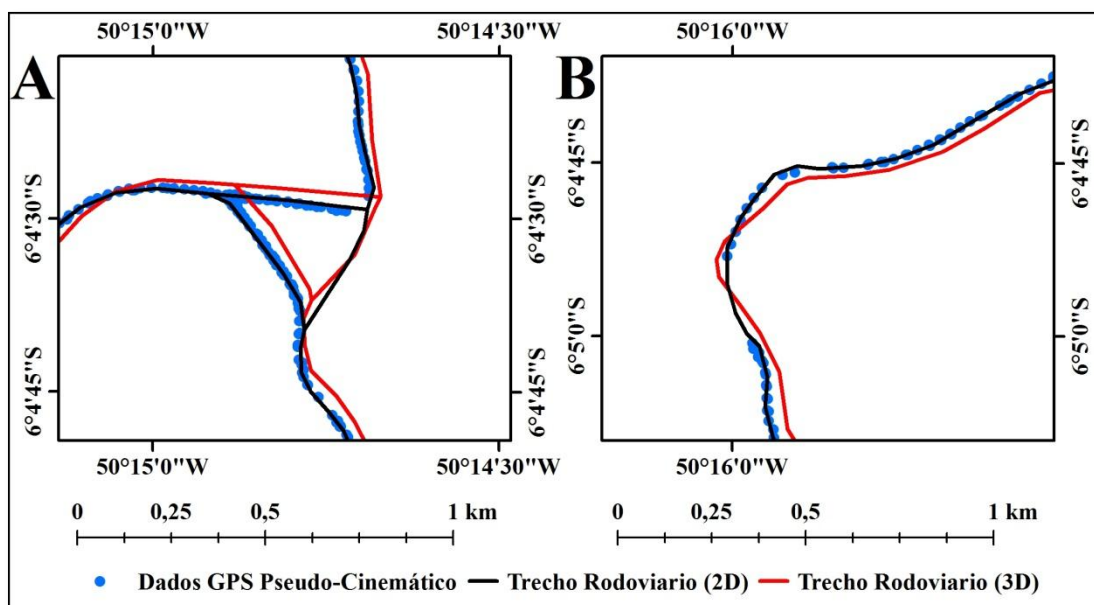 50°15'0"W 50°14'30"W 50°16'0"W
A B
6°4'30"S 6°4'30"S 6°4'45"S 6°4'45"S
6°4'45"S 6°4'45"S 6°5'0"S 6°5'0"S
50°15'0"W 50°14'30"W 50°16'0"W
0 0,25 0,5 1 km 0 0,25 0,5 1 km
Dados GPS Pseudo-Cinemático Trecho Rodoviario (2D) Trecho Rodoviario (3D)